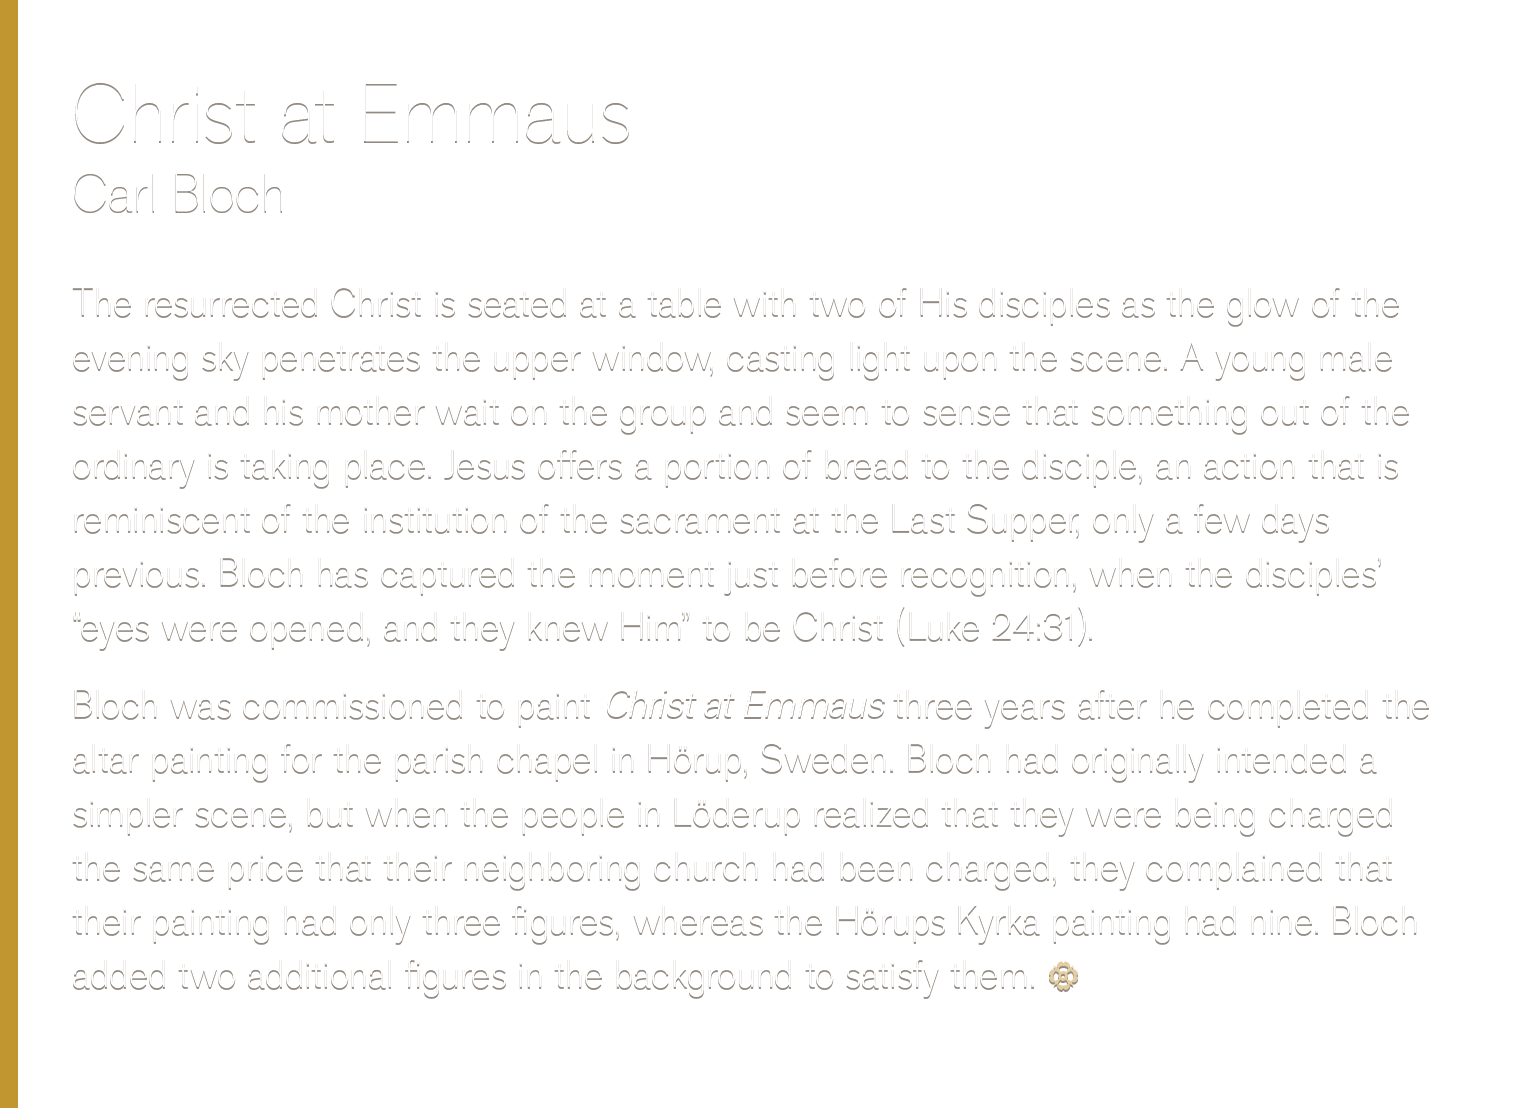 Christ at Emmaus
Carl Bloch
The resurrected Christ is seated at a table with two of His disciples as the glow of the
evening sky penetrates the upper window, casting light upon the scene. A young male
servant and his mother wait on the group and seem to sense that something out of the
ordinary is taking place. Jesus offers a portion of bread to the disciple, an action that is
reminiscent of the institution of the sacrament at the Last Supper, only a few days
previous. Bloch has captured the moment just before recognition, when the disciples’
“eyes were opened, and they knew Him” to be Christ (Luke 24:31).
Bloch was commissioned to paint Christ at Emmaus three years after he completed the
altar painting for the parish chapel in Hörup, Sweden. Bloch had originally intended a
simpler scene, but when the people in Löderup realized that they were being charged
the same price that their neighboring church had been charged, they complained that
their painting had only three figures, whereas the Hörups Kyrka painting had nine. Bloch
added two additional figures in the background to satisfy them.